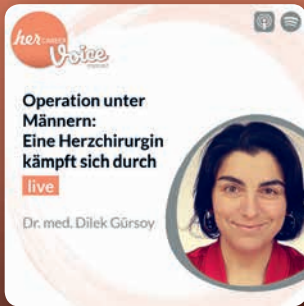 her CAREER
Voice
PODCAST
Operation unter
Männern:
Eine Herzchirurgin
kämpft sich durch
live
Dr. med. Dilek Gürsoy